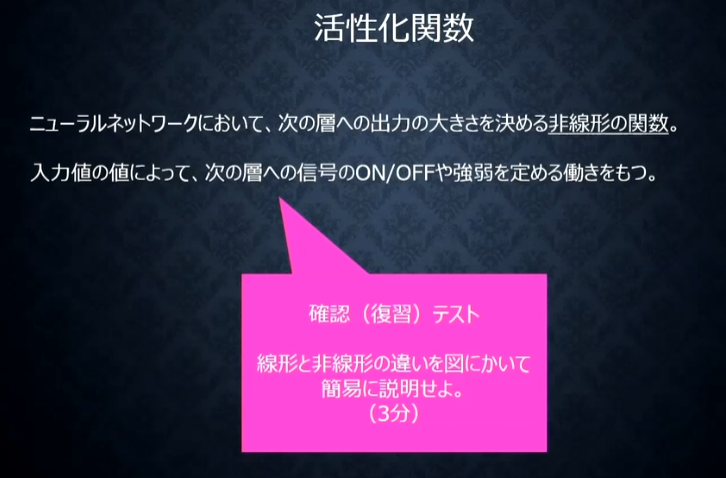 活性化関数
ニューラルネットワークにおいて、次の層への出力の大きさを決める非線形の関数。
入力値の値によって、次の層への信号のON/OFFや強弱を定める働きをもつ。
確認（復習）テスト
線形と非線形の違いを図にかいて
簡易に説明せよ。
（3分）